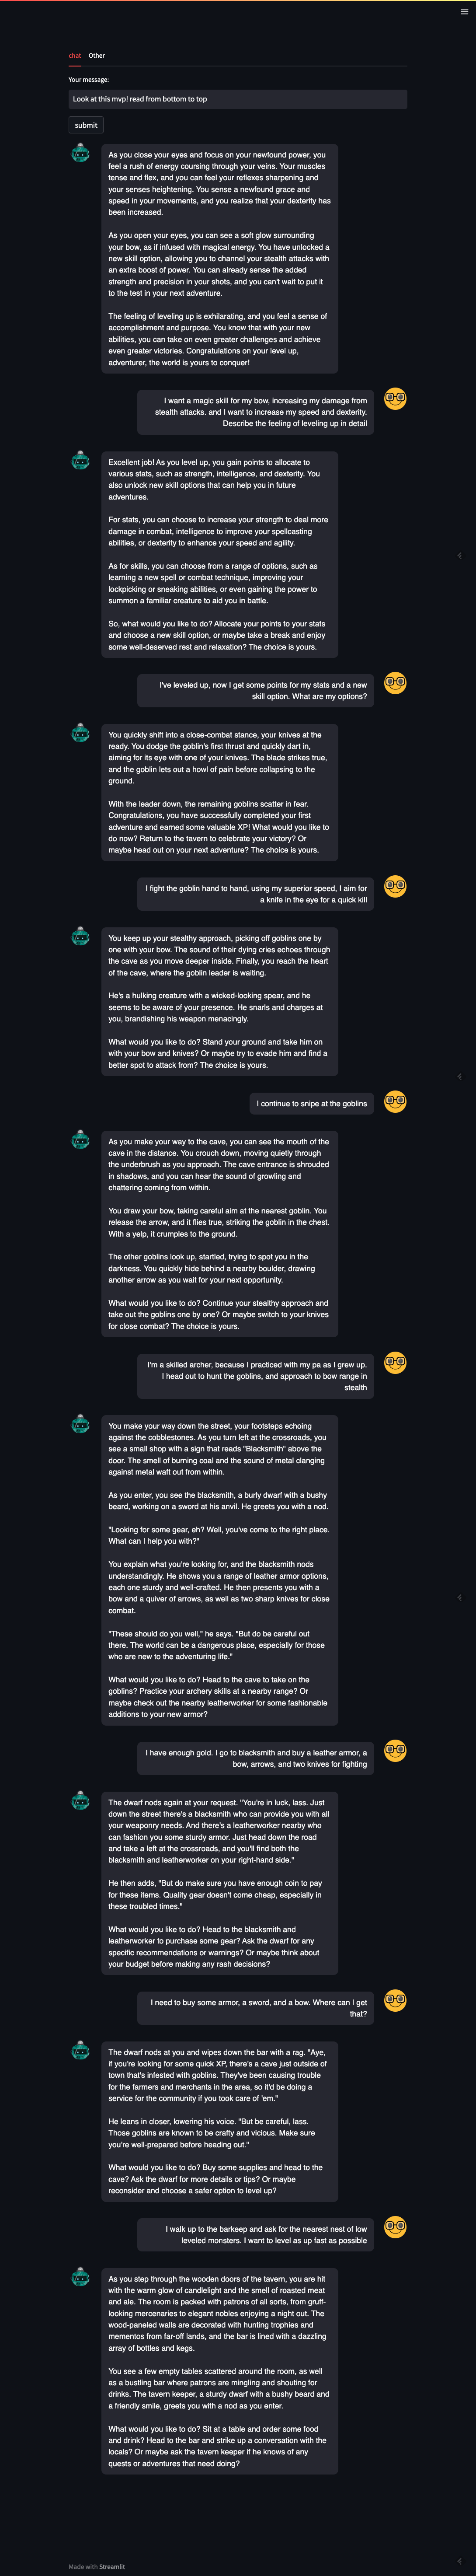 chat Other
Your message:
Look at this mvp! read from bottom to top
submit
As you close your eyes and focus on your newfound power, you
feel a rush of energy coursing through your veins. Your muscles
tense and flex, and you can feel your reflexes sharpening and
your senses heightening. You sense a newfound grace and
speed in your movements, and you realize that your dexterity has
been increased.
As you open your eyes, you can see a soft glow surrounding
your bow, as if infused with magical energy. You have unlocked a
new skill option, allowing you to channel your stealth attacks with
an extra boost of power. You can already sense the added
strength and precision in your shots, and you can't wait to put it
to the test in your next adventure.
The feeling of leveling up is exhilarating, and you feel a sense of
accomplishment and purpose. You know that with your new
abilities, you can take on even greater challenges and achieve
even greater victories. Congratulations on your level up,
adventurer, the world is yours to conquer!
I want a magic skill for my bow, increasing my damage from
stealth attacks. and I want to increase my speed and dexterity.
Describe the feeling of leveling up in detail
Excellent job! As you level up, you gain points to allocate to
various stats, such as strength, intelligence, and dexterity. You
also unlock new skill options that can help you in future
adventures.
For stats, you can choose to increase your strength to deal more
damage in combat, intelligence to improve your spellcasting
abilities, or dexterity to enhance your speed and agility.
As for skills, you can choose from a range of options, such as
learning a new spell or combat technique, improving your
lockpicking or sneaking abilities, or even gaining the power to
summon a familiar creature to aid you in battle.
So, what would you like to do? Allocate your points to your stats
and choose a new skill option, or maybe take a break and enjoy
some well-deserved rest and relaxation? The choice is yours.
I've leveled up, now I get some points for my stats and a new
skill option. What are my options?
You quickly shift into a close-combat stance, your knives at the
ready. You dodge the goblin's first thrust and quickly dart in,
aiming for its eye with one of your knives. The blade strikes true,
and the goblin lets out a howl of pain before collapsing to the
ground.
With the leader down, the remaining goblins scatter in fear.
Congratulations, you have successfully completed your first
adventure and earned some valuable XP! What would you like to
do now? Return to the tavern to celebrate your victory? Or
maybe head out on your next adventure? The choice is yours.
I fight the goblin hand to hand, using my superior speed, I aim for
a knife in the eye for a quick kill
You keep up your stealthy approach, picking off goblins one by
one with your bow. The sound of their dying cries echoes through
the cave as you move deeper inside. Finally, you reach the heart
of the cave, where the goblin leader is waiting.
He's a hulking creature with a wicked-looking spear, and he
seems to be aware of your presence. He snarls and charges at
you, brandishing his weapon menacingly.
What would you like to do? Stand your ground and take him on
with your bow and knives? Or maybe try to evade him and find a
better spot to attack from? The choice is yours.
I continue to snipe at the goblins
As you make your way to the cave, you can see the mouth of the
cave in the distance. You crouch down, moving quietly through
the underbrush as you approach. The cave entrance is shrouded
in shadows, and you can hear the sound of growling and
chattering coming from within.
You draw your bow, taking careful aim at the nearest goblin. You
release the arrow, and it flies true, striking the goblin in the chest.
With a yelp, it crumples to the ground.
The other goblins look up, startled, trying to spot you in the
darkness. You quickly hide behind a nearby boulder, drawing
another arrow as you wait for your next opportunity.
What would you like to do? Continue your stealthy approach and
take out the goblins one by one? Or maybe switch to your knives
for close combat? The choice is yours.
I'm a skilled archer, because I practiced with my pa as I grew up.
I head out to hunt the goblins, and approach to bow range in
stealth
You make your way down the street, your footsteps echoing
against the cobblestones. As you turn left at the crossroads, you
see a small shop with a sign that reads "Blacksmith" above the
door. The smell of burning coal and the sound of metal clanging
against metal waft out from within.
As you enter, you see the blacksmith, a burly dwarf with a bushy
beard, working on a sword at his anvil. He greets you with a nod.
"Looking for some gear, eh? Well, you've come to the right place.
What can I help you with?"
You explain what you're looking for, and the blacksmith nods
understandingly. He shows you a range of leather armor options,
each one sturdy and well-crafted. He then presents you with a
bow and a quiver of arrows, as well as two sharp knives for close
combat.
"These should do you well," he says. "But do be careful out
there. The world can be a dangerous place, especially for those
who are new to the adventuring life."
What would you like to do? Head to the cave to take on the
goblins? Practice your archery skills at a nearby range? Or
maybe check out the nearby leatherworker for some fashionable
additions to your new armor?
I have enough gold. I go to blacksmith and buy a leather armor, a
bow, arrows, and two knives for fighting
The dwarf nods again at your request. "You're in luck, lass. Just
down the street there's a blacksmith who can provide you with all
your weaponry needs. And there's a leatherworker nearby who
can fashion you some sturdy armor. Just head down the road
and take a left at the crossroads, and you'll find both the
blacksmith and leatherworker on your right-hand side."
He then adds, "But do make sure you have enough coin to pay
for these items. Quality gear doesn't come cheap, especially in
these troubled times."
What would you like to do? Head to the blacksmith and
leatherworker to purchase some gear? Ask the dwarf for any
specific recommendations or warnings? Or maybe think about
your budget before making any rash decisions?
I need to buy some armor, a sword, and a bow. Where can I get
that?
The dwarf nods at you and wipes down the bar with a rag. "Aye,
if you're looking for some quick XP, there's a cave just outside of
town that's infested with goblins. They've been causing trouble
for the farmers and merchants in the area, so it'd be doing a
service for the community if you took care of 'em."
He leans in closer, lowering his voice. "But be careful, lass.
Those goblins are known to be crafty and vicious. Make sure
you're well-prepared before heading out."
What would you like to do? Buy some supplies and head to the
cave? Ask the dwarf for more details or tips? Or maybe
reconsider and choose a safer option to level up?
I walk up to the barkeep and ask for the nearest nest of low
leveled monsters. I want to level as up fast as possible
As you step through the wooden doors of the tavern, you are hit
with the warm glow of candlelight and the smell of roasted meat
and ale. The room is packed with patrons of all sorts, from gruff-
looking mercenaries to elegant nobles enjoying a night out. The
wood-paneled walls are decorated with hunting trophies and
mementos from far-off lands, and the bar is lined with a dazzling
array of bottles and kegs.
You see a few empty tables scattered around the room, as well
as a bustling bar where patrons are mingling and shouting for
drinks. The tavern keeper, a sturdy dwarf with a bushy beard and
a friendly smile, greets you with a nod as you enter.
What would you like to do? Sit at a table and order some food
and drink? Head to the bar and strike up a conversation with the
locals? Or maybe ask the tavern keeper if he knows of any
quests or adventures that need doing?
Made with Streamlit